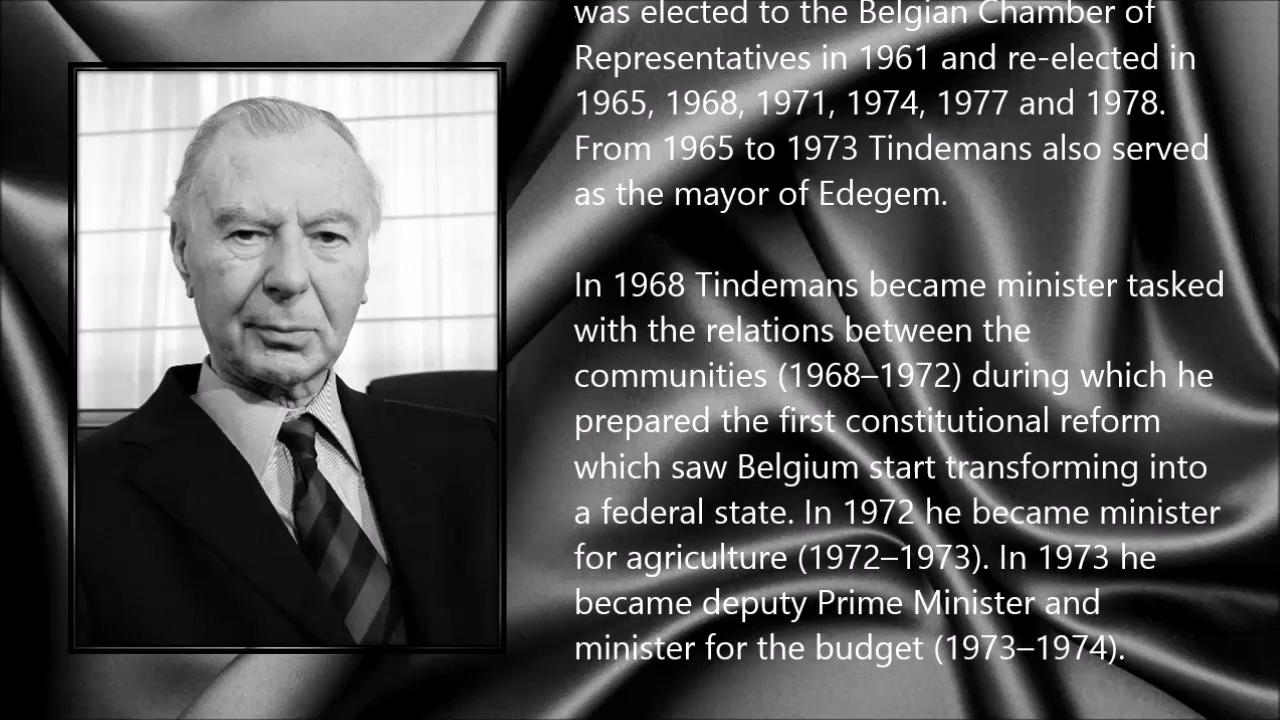 was elected to the Belgian Chamber of
Representatives in 1961 and re-elected in
1965, 1968, 1971, 1974, 1977 and 1978.
From 1965 to 1973 Tindemans also served
as the mayor of Edegem.
In 1968 Tindemans became minister tasked
with the relations between the
communities (1968–1972) during which he
prepared the first constitutional reform
which saw Belgium start transforming into
a federal state. In 1972 he became minister
for agriculture (1972–1973). In 1973 he
became deputy Prime Minister and
minister for the budget (1973–1974).